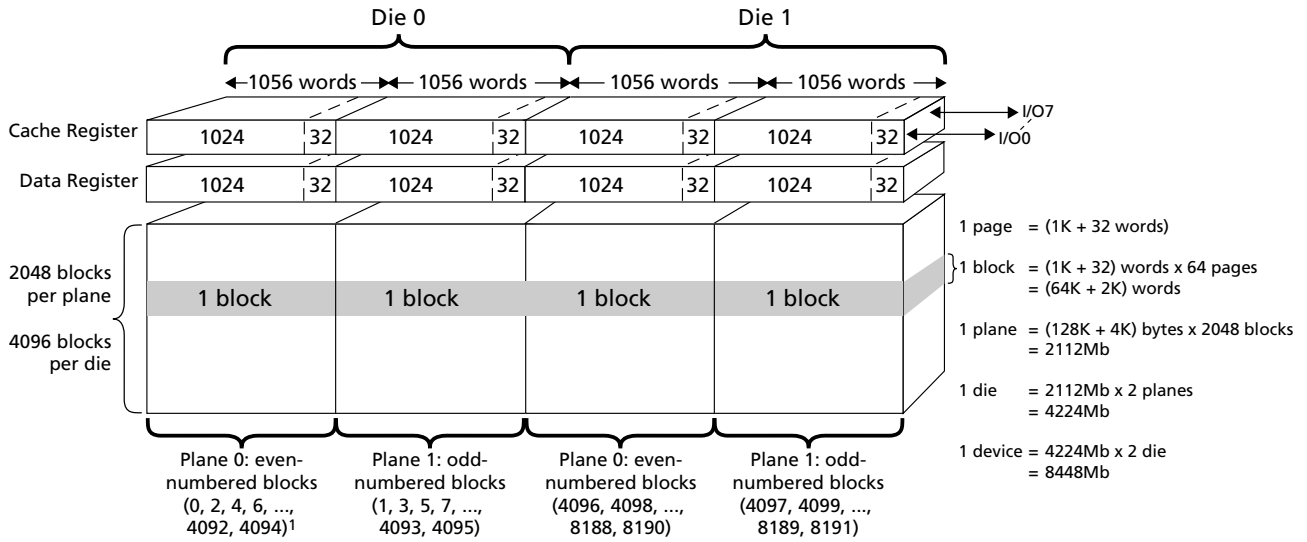 Die 0
Die 1
1056 words
1056 words
1056 words
1056 words
Cache Register
1024
32
1024
32
1024
32
1024
32
I/O7
I/O0
Data Register
1024
32
1024
32
1024
32
1024
32
2048 blocks
per plane
4096 blocks
per die
1 block
1 block
1 block
1 block
1 page = (1K + 32 words)
1 block = (1K + 32) words x 64 pages
= (64K + 2K) words
1 plane = (128K + 4K) bytes x 2048 blocks
= 2112Mb
1 die = 2112Mb x 2 planes
= 4224Mb
1 device = 4224Mb x 2 die
= 8448Mb
Plane 0: even-
numbered blocks
(0, 2, 4, 6, ...,
4092, 4094)1
Plane 1: odd-
numbered blocks
(1, 3, 5, 7, ...,
4093, 4095)
Plane 0: even-
numbered blocks
(4096, 4098, ...,
8188, 8190)
Plane 1: odd-
numbered blocks
(4097, 4099, ...,
8189, 8191)